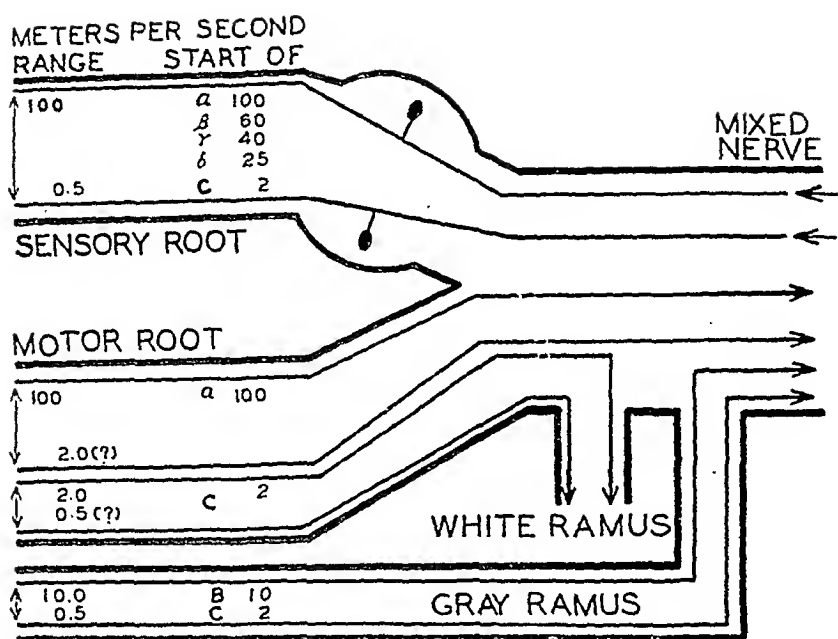 METERS PER SECOND
RANGE START OF
100 α 100
β 60
γ 40
δ 25
0.5 C 2
SENSORY ROOT
MIXED
NERVE
MOTOR ROOT
100 α 100
2.0(?)
2.0 C 2
0.5(?)
WHITE RAMUS
10.0 B 10
0.5 C 2
GRAY RAMUS